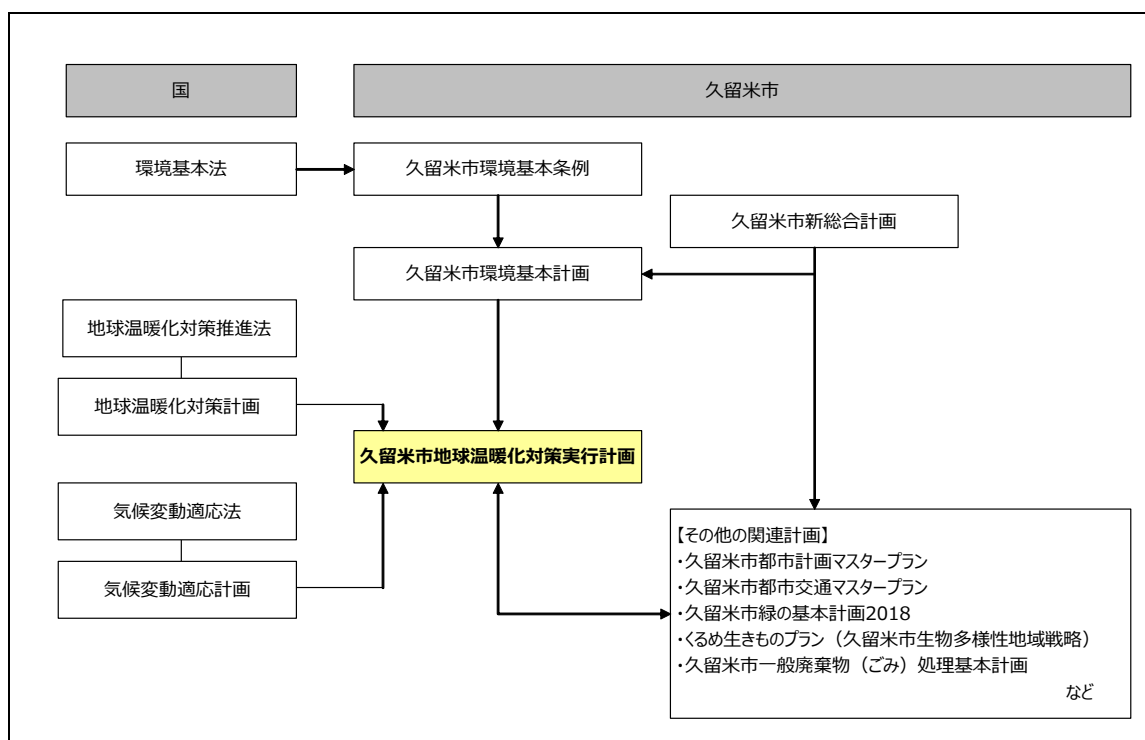 国
久留米市
環境基本法
久留米市環境基本条例
久留米市新総合計画
久留米市環境基本計画
地球温暖化対策推進法
地球温暖化対策計画
久留米市地球温暖化対策実行計画
気候変動適応法
気候変動適応計画
【その他の関連計画】
・久留米市都市計画マスタープラン
・久留米市都市交通マスタープラン
・久留米市緑の基本計画2018
・くるめ生きものプラン（久留米市生物多様性地域戦略）
・久留米市一般廃棄物（ごみ）処理基本計画
など